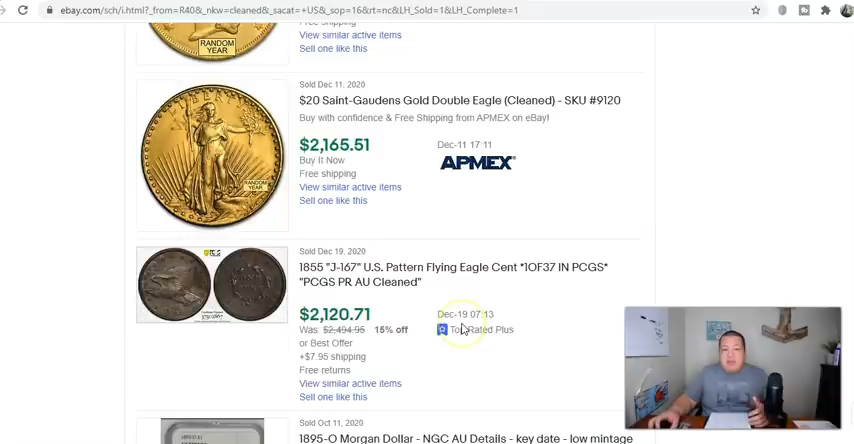 ebay.com/sch/i.html?_from=R40&_nkw=cleaned&_sacat=+US&_sop=16&rt=nc&LH_Sold=1&LH_Complete=1
RANDOM
YEAR
Free shipping
View similar active items
Sell one like this
Sold Dec 11, 2020
$20 Saint-Gaudens Gold Double Eagle (Cleaned) - SKU #9120
Buy with confidence & Free Shipping from APMEX on eBay!
LIBERTY
RANDOM
YEAR
$2,165.51
Dec-11 17:11
Buy It Now
APMEX
Free shipping
View similar active items
Sell one like this
Sold Dec 19, 2020
1855 "J-167" U.S. Pattern Flying Eagle Cent *1OF37 IN PCGS*
"PCGS PR AU Cleaned"
PCGS
$2,120.71
Dec-19 07:13
Was: $2,494.95 15% off
Top Rated Plus
or Best Offer
+$7.95 shipping
Free returns
View similar active items
Sell one like this
Sold Oct 11, 2020
1895-O Morgan Dollar - NGC AU Details - key date - low mintage